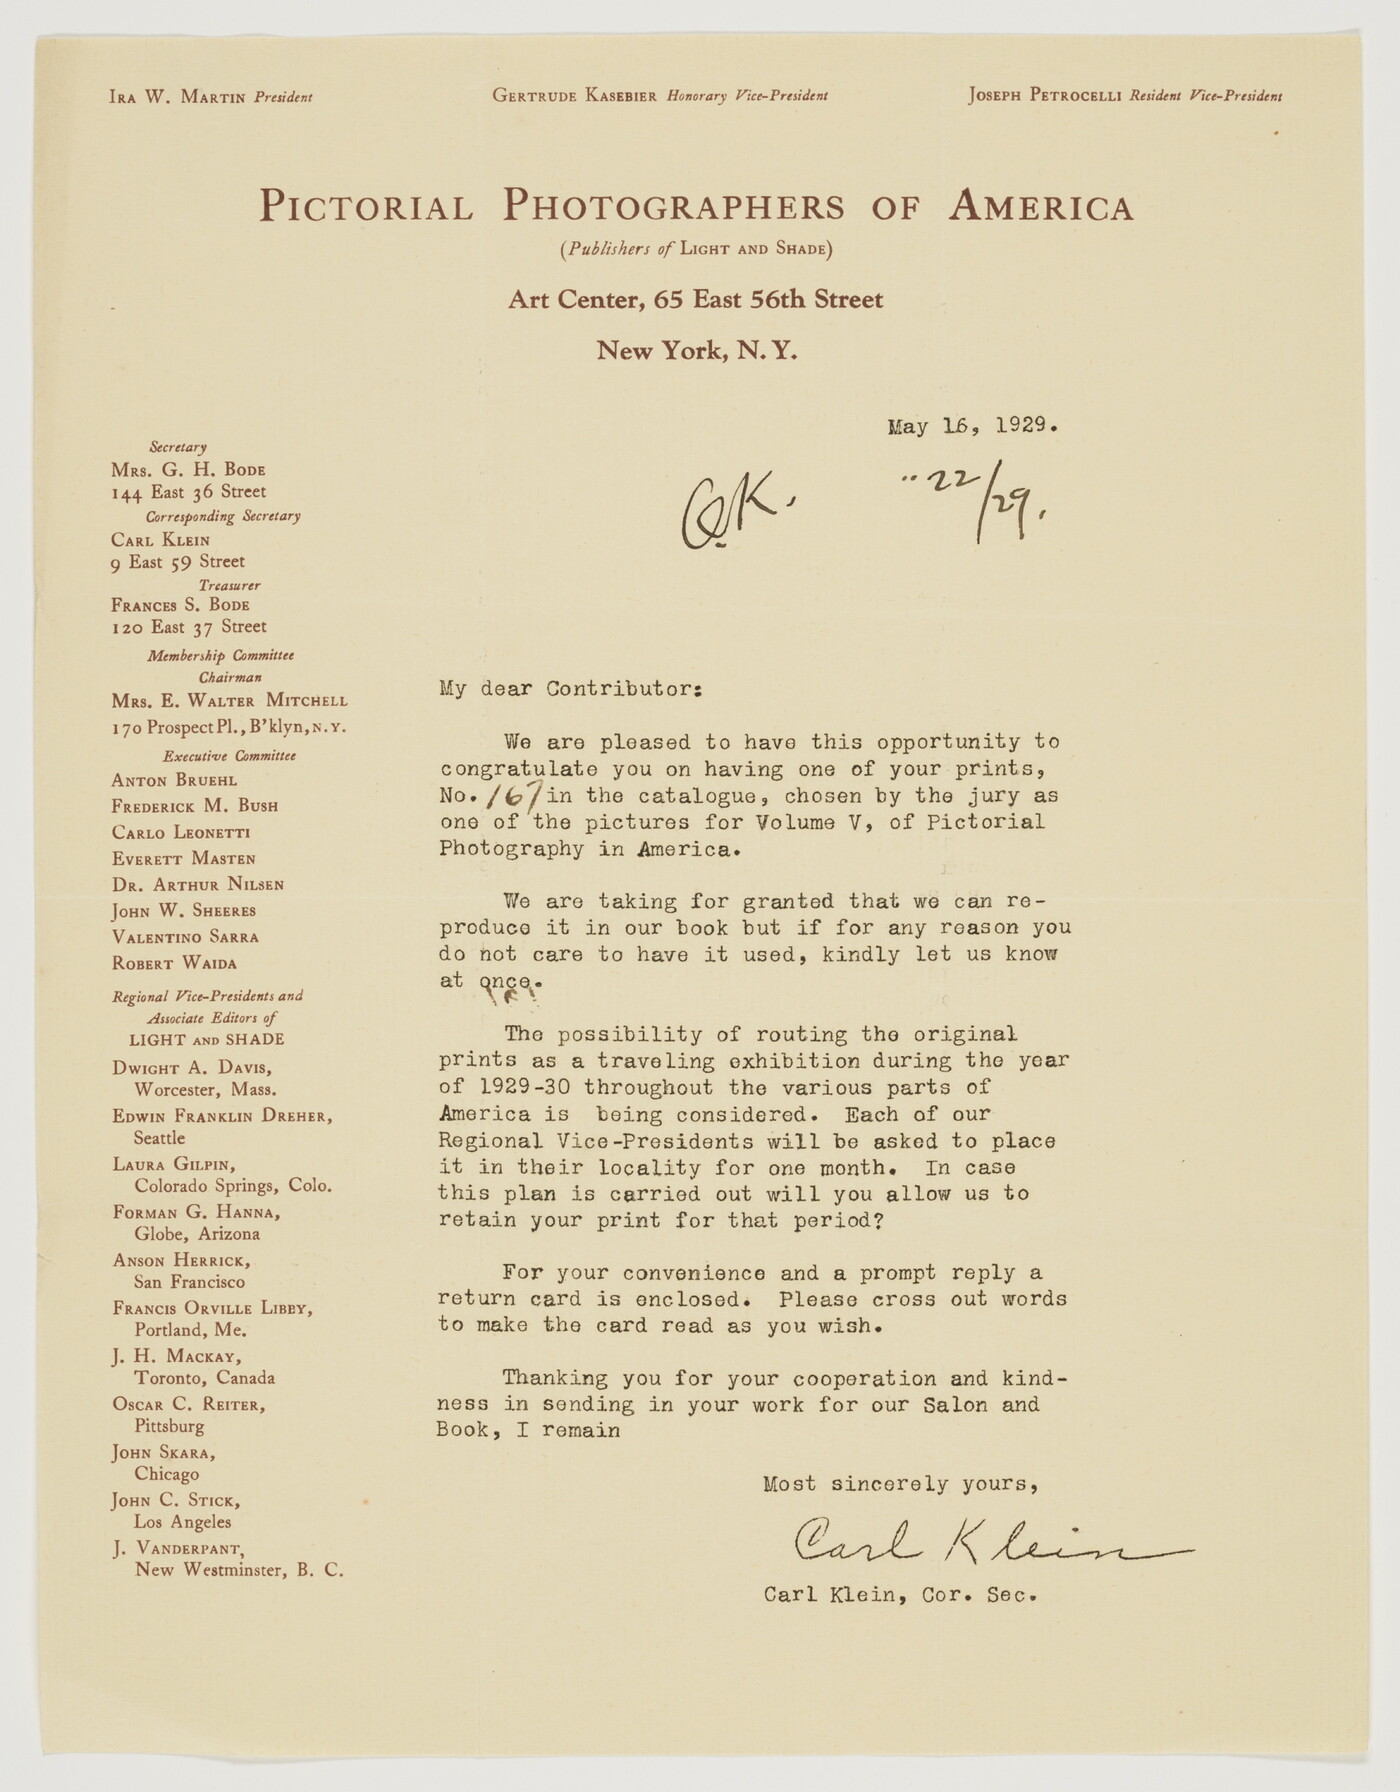 IRA W. MARTIN President
GERTRUDE KASEBIER Honorary Vice-President
JOSEPH PETROCELLI Resident Vice-President
PICTORIAL PHOTOGRAPHERS OF AMERICA
(Publishers of LIGHT AND SHADE)
Art Center, 65 East 56th Street
New York, N. Y.
Secretary
MRS. G. H. BODE
144 East 36 Street
Corresponding Secretary
CARL KLEIN
9 East 59 Street
Treasurer
FRANCES S. BODE
120 East 37 Street
Membership Committee
Chairman
MRS. E. WALTER MITCHELL
170 Prospect Pl., B'klyn, N.Y.
Executive Committee
ANTON BRUEHL
FREDERICK M. BUSH
CARLO LEONETTI
EVERETT MASTEN
DR. ARTHUR NILSEN
JOHN W. SHEERES
VALENTINO SARRA
ROBERT WAIDA
Regional Vice-Presidents and
Associate Editors of
LIGHT AND SHADE
DWIGHT A. DAVIS,
Worcester, Mass.
EDWIN FRANKLIN DREHER,
Seattle
LAURA GILPIN,
Colorado Springs, Colo.
FORMAN G. HANNA,
Globe, Arizona
ANSON HERRICK,
San Francisco
FRANCIS ORVILLE LIBBY,
Portland, Me.
J. H. MACKAY,
Toronto, Canada
OSCAR C. REITER,
Pittsburg
JOHN SKARA,
Chicago
JOHN C. STICK,
Los Angeles
J. VANDERPANT,
New Westminster, B. C.
May 16, 1929.
O.K. " 22/29.
My dear Contributor:
We are pleased to have this opportunity to
congratulate you on having one of your prints,
No. 167 in the catalogue, chosen by the jury as
one of the pictures for Volume V, of Pictorial
Photography in America.
We are taking for granted that we can re-
produce it in our book but if for any reason you
do not care to have it used, kindly let us know
at once.
The possibility of routing the original
prints as a traveling exhibition during the year
of 1929-30 throughout the various parts of
America is being considered. Each of our
Regional Vice-Presidents will be asked to place
it in their locality for one month. In case
this plan is carried out will you allow us to
retain your print for that period?
For your convenience and a prompt reply a
return card is enclosed. Please cross out words
to make the card read as you wish.
Thanking you for your cooperation and kind-
ness in sending in your work for our Salon and
Book, I remain
Most sincerely yours,
Carl Klein
Carl Klein, Cor. Sec.